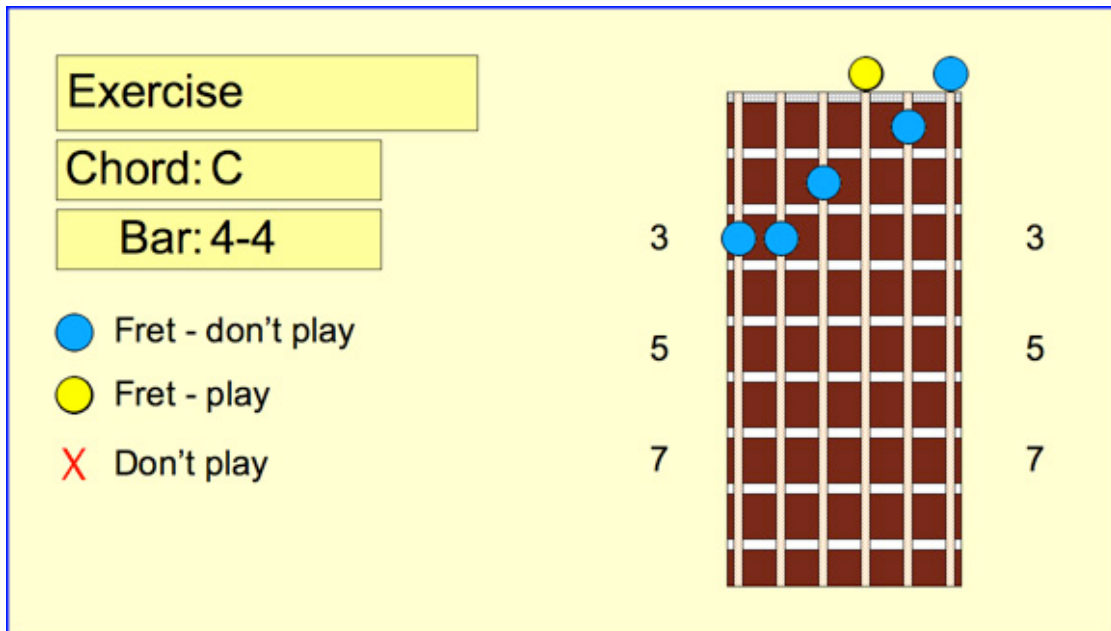 Exercise
Chord: C
Bar: 4-4
Fret - don't play
Fret - play
X Don't play
3 3
5 5
7 7